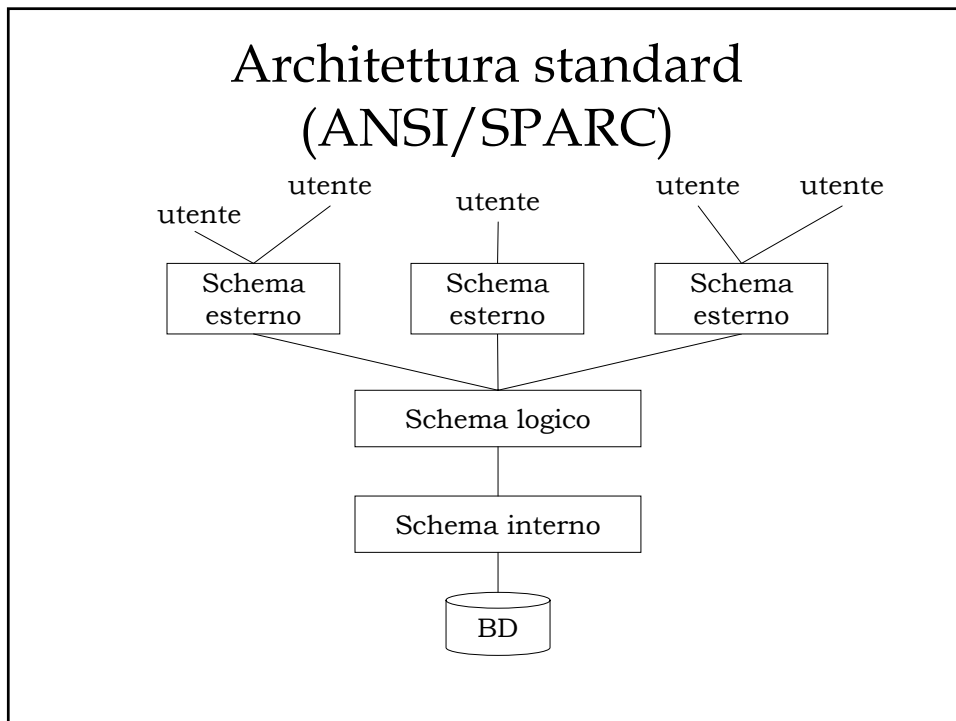 Architettura standard
(ANSI/SPARC)
utente
utente
utente
utente
utente
Schema
esterno
Schema
esterno
Schema
esterno
Schema logico
Schema interno
BD